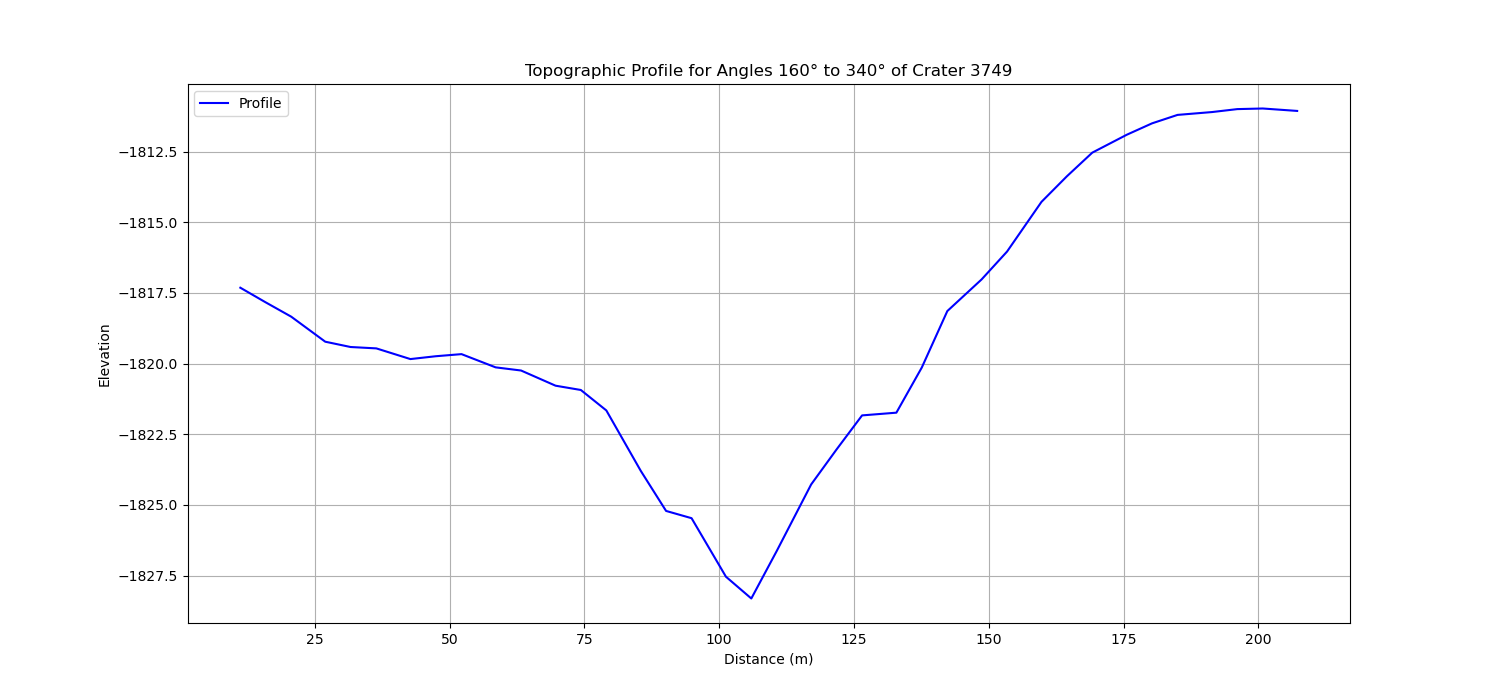 Topographic Profile for Angles 160° to 340° of Crater 3749
Profile
−1812.5
−1815.0
−1817.5
−1820.0
−1822.5
−1825.0
−1827.5
Elevation
25 50 75 100 125 150 175 200
Distance (m)